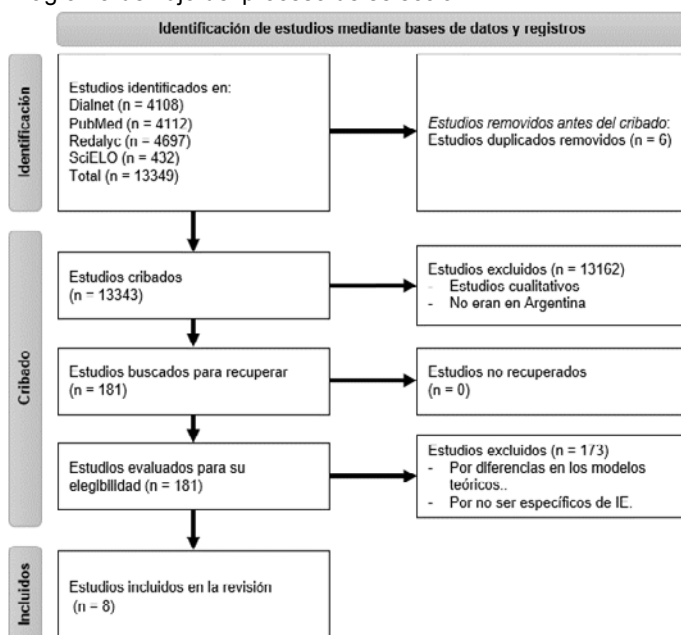 Identificación de estudios mediante bases de datos y registros
Identificación
Estudios identificados en:
Dialnet (n = 4108)
PubMed (n = 4112)
Redalyc (n = 4697)
SciELO (n = 432)
Total (n = 13349)
Estudios removidos antes del cribado:
Estudios duplicados removidos (n = 6)
Cribado
Estudios cribados
(n = 13343)
Estudios excluidos (n = 13162)
- Estudios cualitativos
- No eran en Argentina
Estudios buscados para recuperar
(n = 181)
Estudios no recuperados
(n = 0)
Estudios evaluados para su
elegibilidad (n = 181)
Estudios excluidos (n = 173)
- Por diferencias en los modelos
teóricos..
- Por no ser específicos de IE.
Incluidos
Estudios incluidos en la revisión
(n = 8)